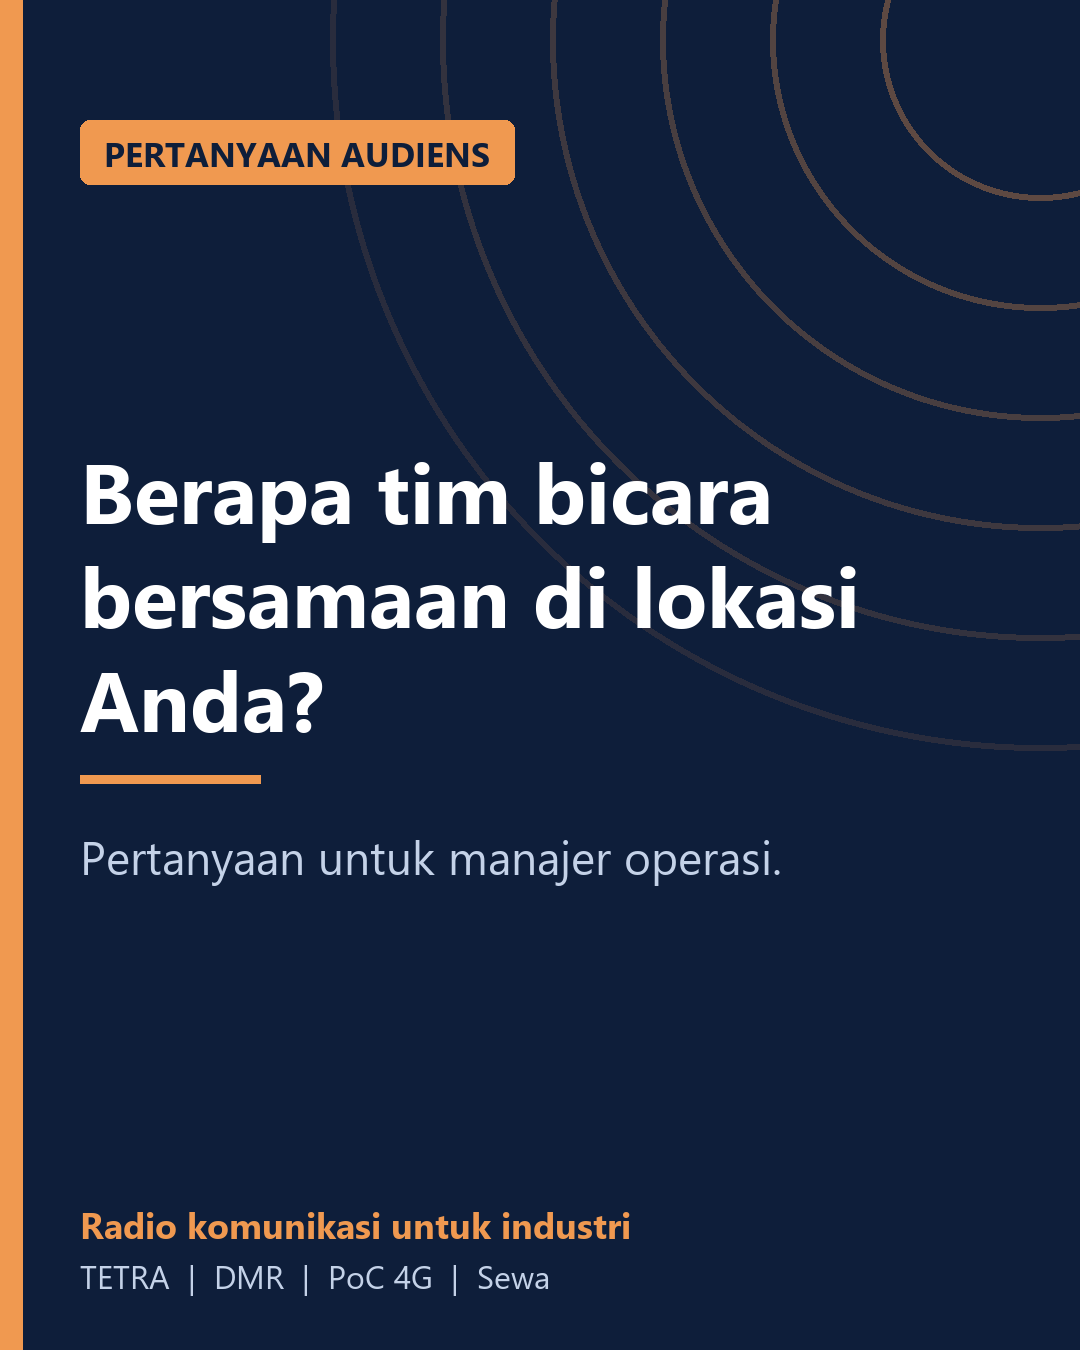 PERTANYAAN AUDIENS
Berapa tim bicara
bersamaan di lokasi
Anda?
Pertanyaan untuk manajer operasi.
Radio komunikasi untuk industri
TETRA | DMR | PoC 4G | Sewa